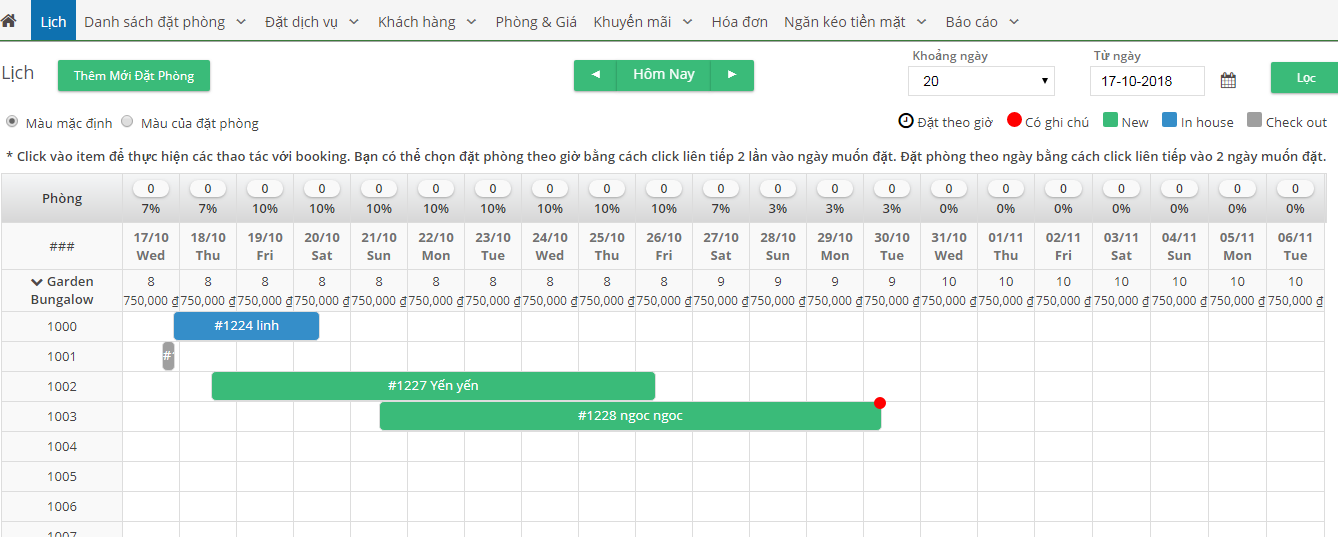 Lịch Danh sách đặt phòng Đặt dịch vụ Khách hàng Phòng & Giá Khuyến mãi Hóa đơn Ngăn kéo tiền mặt Báo cáo
Khoảng ngày Từ ngày
Lịch Thêm Mới Đặt Phòng ◄ Hôm Nay ► 20 17-10-2018 Lọc
Màu mặc định Màu của đặt phòng Đặt theo giờ Có ghi chú New In house Check out
* Click vào item để thực hiện các thao tác với booking. Bạn có thể chọn đặt phòng theo giờ bằng cách click liên tiếp 2 lần vào ngày muốn đặt. Đặt phòng theo ngày bằng cách click liên tiếp vào 2 ngày muốn đặt.
Phòng 0 0 0 0 0 0 0 0 0 0 0 0 0 0 0 0 0 0 0 0 0
7% 7% 10% 10% 10% 10% 10% 10% 10% 10% 7% 3% 3% 3% 0% 0% 0% 0% 0% 0% 0%
### 17/10 18/10 19/10 20/10 21/10 22/10 23/10 24/10 25/10 26/10 27/10 28/10 29/10 30/10 31/10 01/11 02/11 03/11 04/11 05/11 06/11
Wed Thu Fri Sat Sun Mon Tue Wed Thu Fri Sat Sun Mon Tue Wed Thu Fri Sat Sun Mon Tue
Garden 8 8 8 8 8 8 8 8 8 8 9 9 9 9 10 10 10 10 10 10 10
Bungalow 750,000 ₫ 750,000 ₫ 750,000 ₫ 750,000 ₫ 750,000 ₫ 750,000 ₫ 750,000 ₫ 750,000 ₫ 750,000 ₫ 750,000 ₫ 750,000 ₫ 750,000 ₫ 750,000 ₫ 750,000 ₫ 750,000 ₫ 750,000 ₫ 750,000 ₫ 750,000 ₫ 750,000 ₫ 750,000 ₫ 750,000 ₫
1000 #1224 linh
1001
1002 #1227 Yến yến
1003 #1228 ngoc ngoc
1004
1005
1006
1007